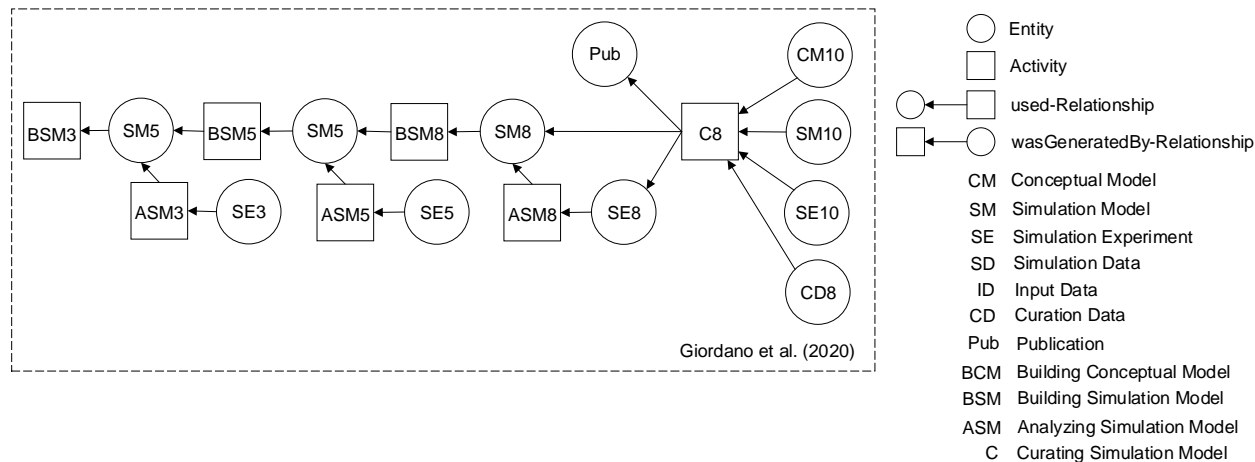 Pub
CM10
BSM3
SM5
BSM5
SM5
BSM8
SM8
C8
SM10
ASM3
SE3
ASM5
SE5
ASM8
SE8
SE10
CD8
Giordano et al. (2020)
Entity
Activity
used-Relationship
wasGeneratedBy-Relationship
CM Conceptual Model
SM Simulation Model
SE Simulation Experiment
SD Simulation Data
ID Input Data
CD Curation Data
Pub Publication
BCM Building Conceptual Model
BSM Building Simulation Model
ASM Analyzing Simulation Model
C Curating Simulation Model